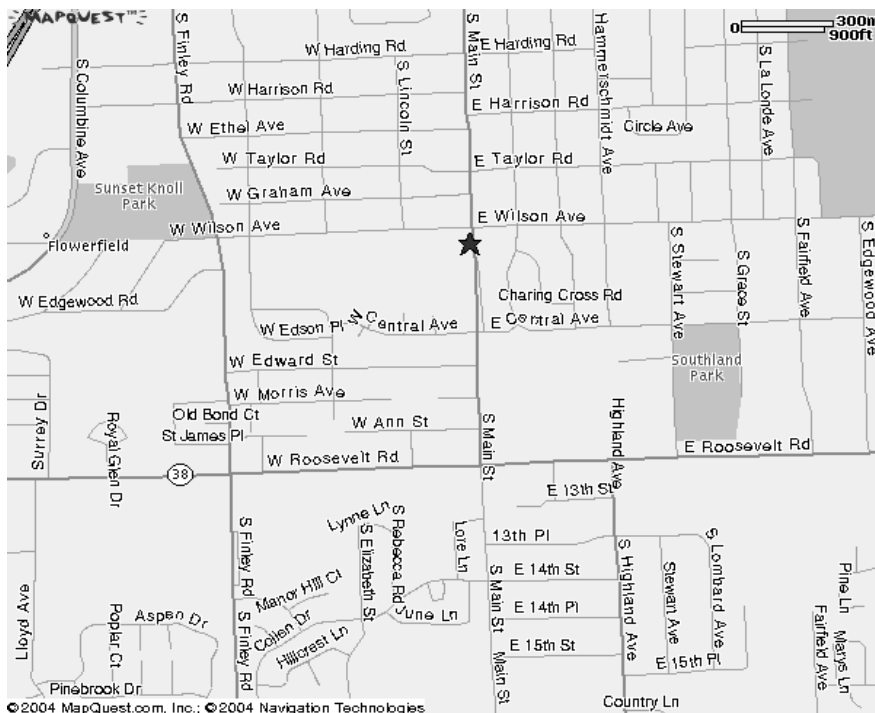 MAPQUEST™
0 300m
900ft
S Finley Rd
S Main St
W Harding Rd
E Harding Rd
Hammerschmidt Ave
S La Londe Ave
S Columbine Ave
W Harrison Rd
S Lincoln St
E Harrison Rd
W Ethel Ave
Circle Ave
W Taylor Rd
E Taylor Rd
Sunset Knoll
Park
W Graham Ave
W Wilson Ave
E Wilson Ave
Flowerfield
S Stewart Ave
S Grace St
S Fairfield Ave
S Edgewood Ave
W Edgewood Rd
Charing Cross Rd
W Edson Pl
W Central Ave
E Central Ave
W Edward St
Southland
Park
W Morris Ave
Surrey Dr
Royal Glen Dr
Old Bond Ct
St James Pl
W Ann St
S Main St
Highland Ave
E Roosevelt Rd
W Roosevelt Rd
38
E 13th St
Lynne Ln
S Finley Rd
S Elizabeth St
S Rebecca Rd
Lore Ln
13th Pl
S Highland Ave
Stewart Ave
S Lombard Ave
Lloyd Ave
Manor Hill Ct
E 14th St
Pine Ln
S Main St
E 14th Pl
June Ln
Aspen Dr
Poplar Ct
S Finley Rd
Collen Dr
Hillcrest Ln
E 15th St
Fairfield Ave
Marys Ln
Main St
E 15th Pl
Pinebrook Dr
Country Ln
©2004 MapQuest.com, Inc.; ©2004 Navigation Technologies